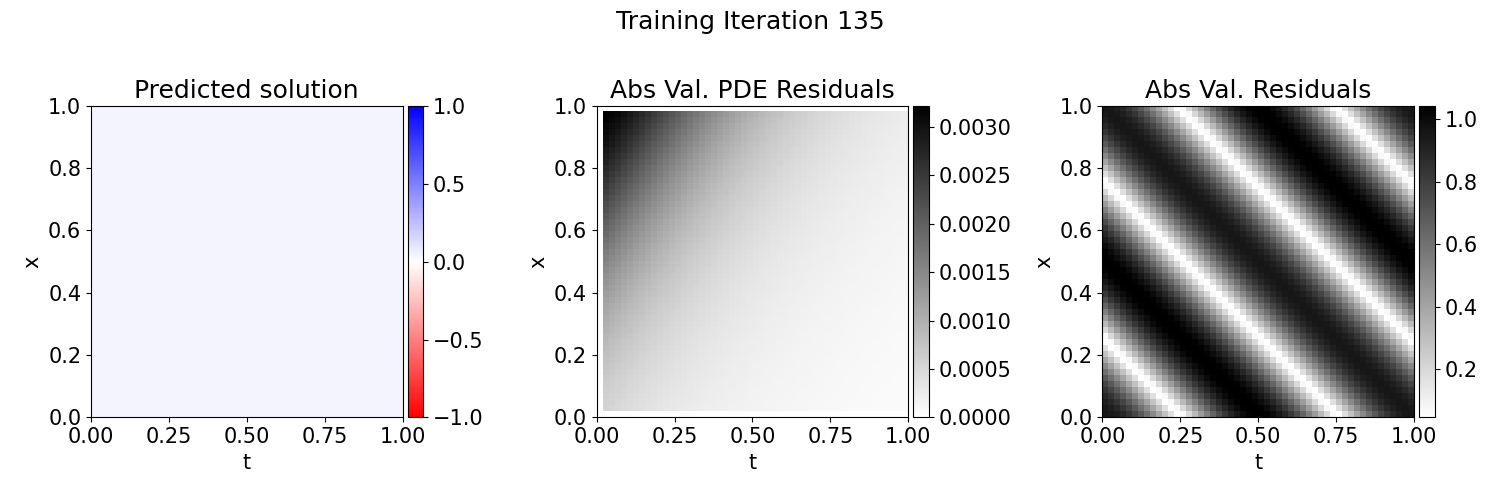 Training Iteration 135
Predicted solution
1.0
0.8
0.6
0.4
0.2
0.0
x
0.00 0.25 0.50 0.75 1.00
t
1.0
0.5
0.0
−0.5
−1.0
Abs Val. PDE Residuals
1.0
0.8
0.6
0.4
0.2
0.0
x
0.00 0.25 0.50 0.75 1.00
t
0.0030
0.0025
0.0020
0.0015
0.0010
0.0005
0.0000
Abs Val. Residuals
1.0
0.8
0.6
0.4
0.2
0.0
x
0.00 0.25 0.50 0.75 1.00
t
1.0
0.8
0.6
0.4
0.2